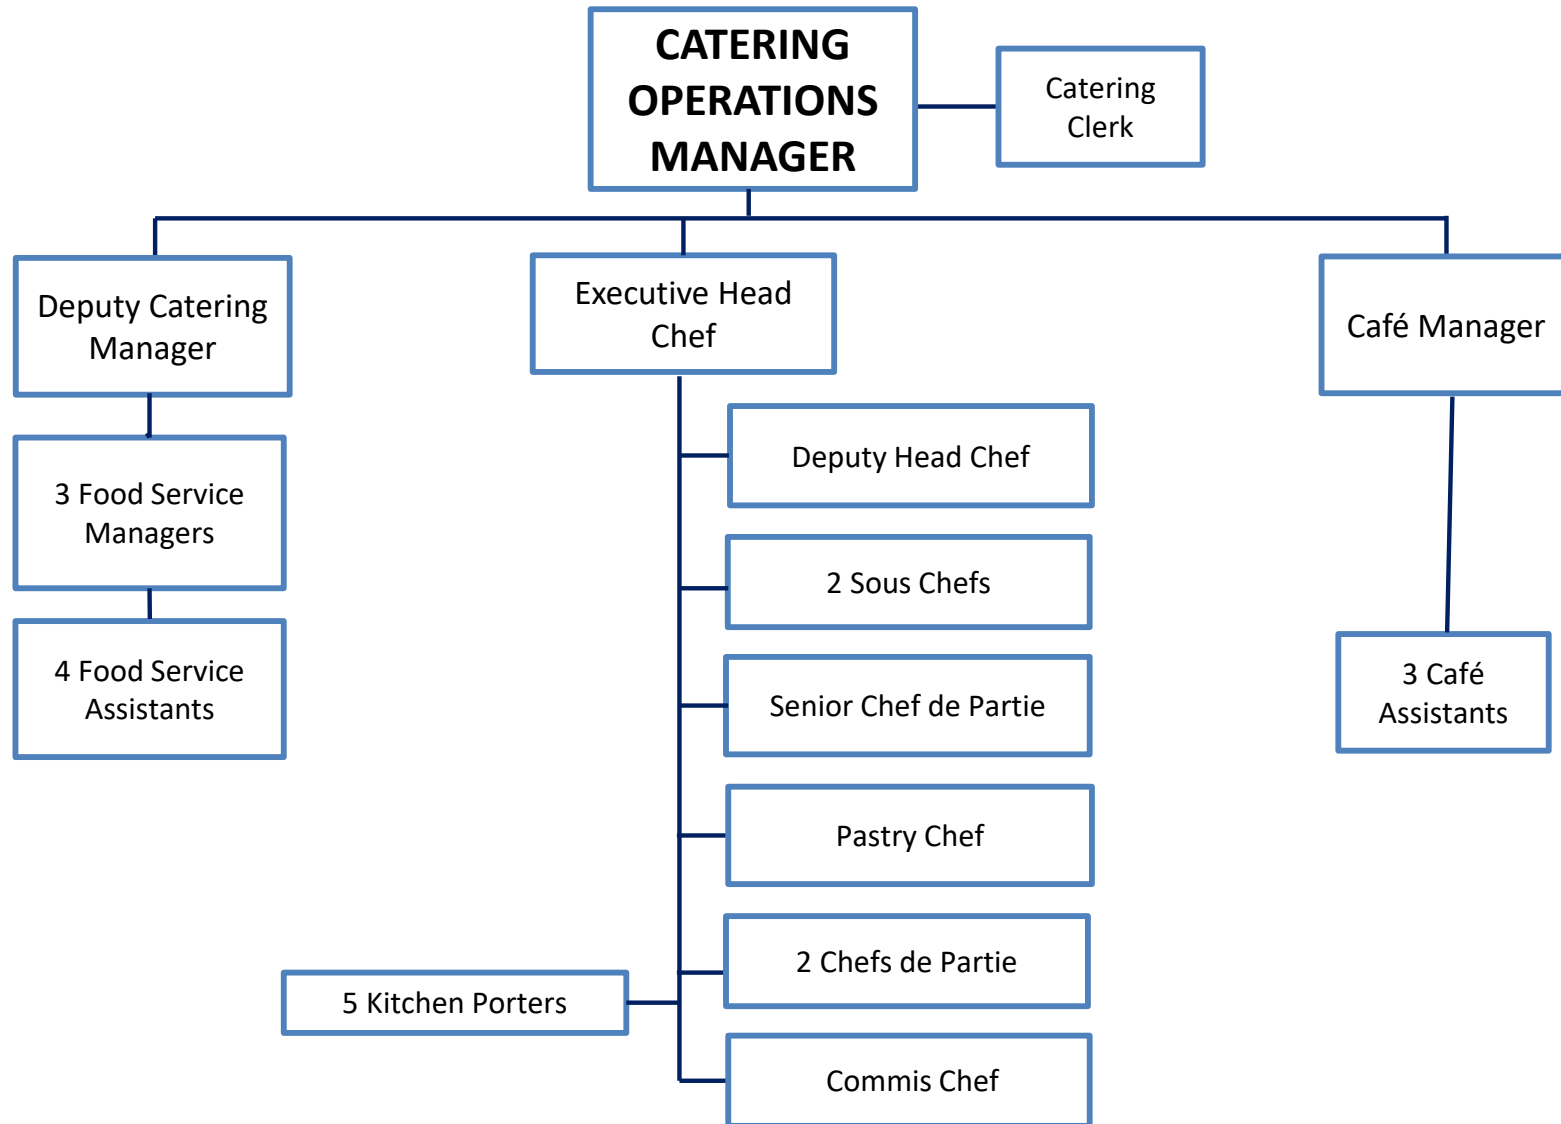 CATERING
OPERATIONS
MANAGER
Catering
Clerk
Deputy Catering
Manager
Executive Head
Chef
Café Manager
3 Food Service
Managers
4 Food Service
Assistants
Deputy Head Chef
2 Sous Chefs
Senior Chef de Partie
Pastry Chef
2 Chefs de Partie
5 Kitchen Porters
Commis Chef
3 Café
Assistants